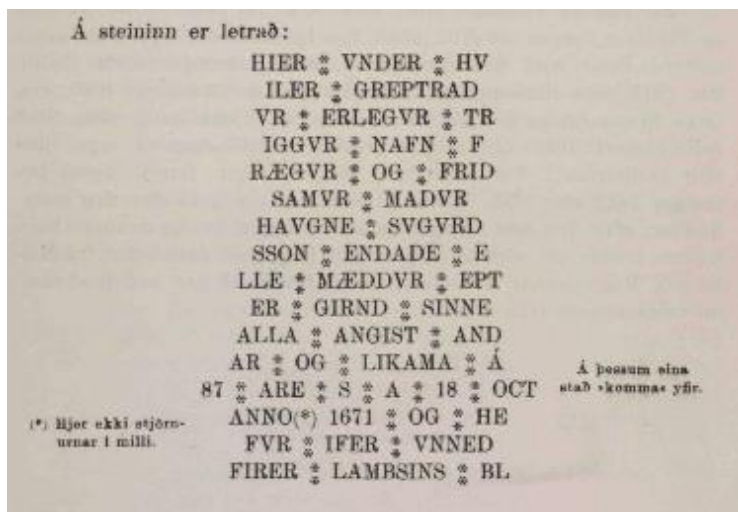 Á steininn er letrað:
HIER ⁑ VNDER ⁑ HV
ILER ⁑ GREPTRAD
VR ⁑ ERLEGVR ⁑ TR
IGGVR ⁑ NAFN ⁑ F
RÆGVR ⁑ OG ⁑ FRID
SAMVR ⁑ MADVR
HAVGNE ⁑ SVGVRD
SSON ⁑ ENDADE ⁑ E
LLE ⁑ MÆDDVR ⁑ EPT
ER ⁑ GIRND ⁑ SINNE
ALLA ⁑ ANGIST ⁑ AND
AR ⁑ OG ⁑ LIKAMA ⁑ Á
87 ⁑ ARE ⁑ S ⁑ A ⁑ 18 ⁑ OCT
ANNO(*) 1671 ⁑ OG ⁑ HE
FVR ⁑ IFER ⁑ VNNED
FIRER ⁑ LAMBSINS ⁑ BL
Á þessum eina
stað »komma« yfir.
(*) Hjer ekki stjörn-
urnar í milli.